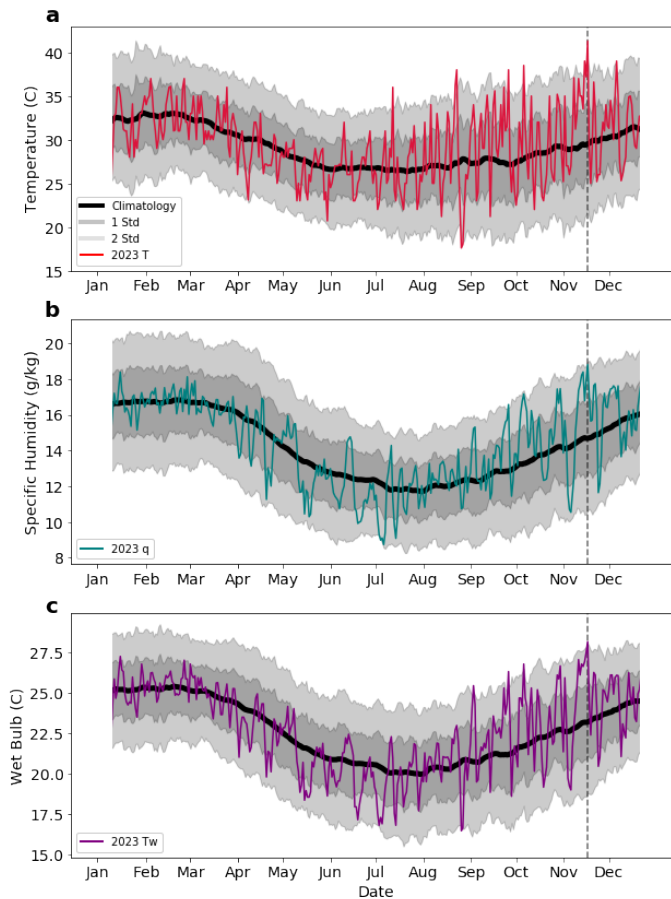 a
Temperature (C)
40
35
30
25
20
15
Climatology
1 Std
2 Std
2023 T
Jan Feb Mar Apr May Jun Jul Aug Sep Oct Nov Dec
b
Specific Humidity (g/kg)
20
18
16
14
12
10
8
2023 q
Jan Feb Mar Apr May Jun Jul Aug Sep Oct Nov Dec
c
Wet Bulb (C)
27.5
25.0
22.5
20.0
17.5
15.0
2023 Tw
Jan Feb Mar Apr May Jun Jul Aug Sep Oct Nov Dec
Date